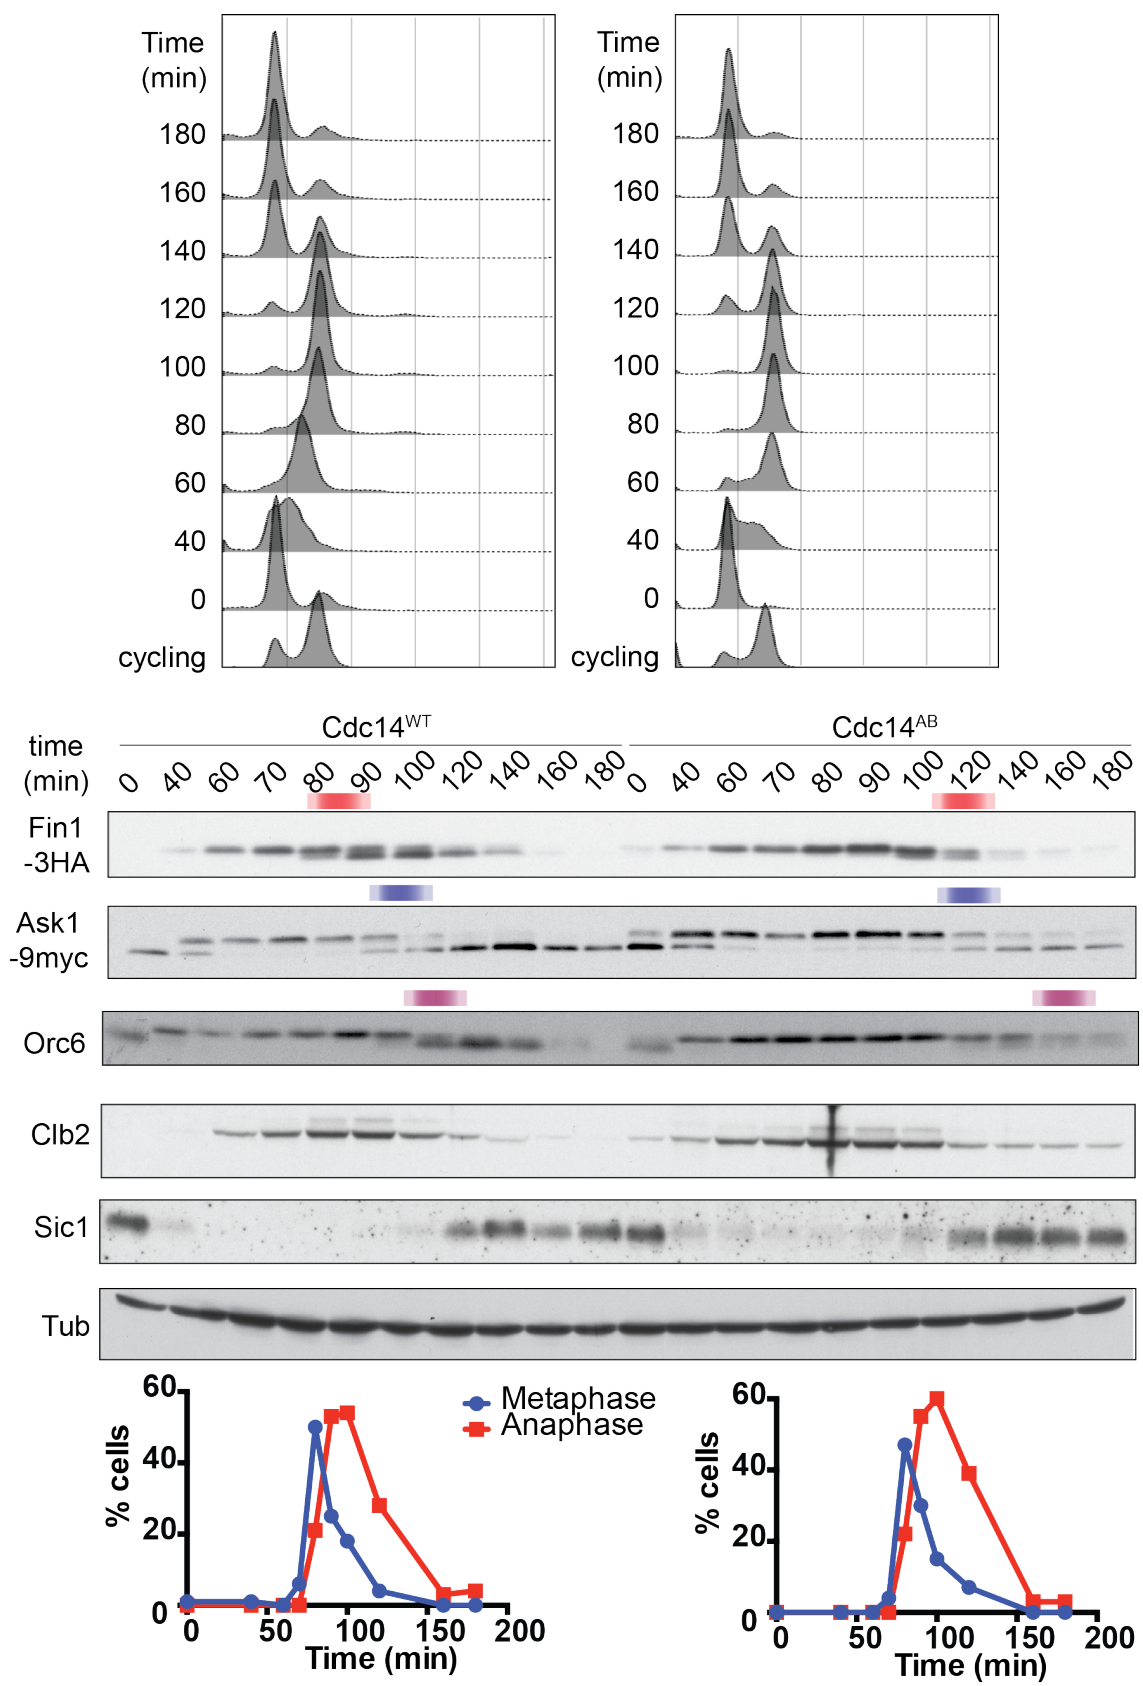 Time
(min)
180
160
140
120
100
80
60
40
0
cycling
Time
(min)
180
160
140
120
100
80
60
40
0
cycling
Cdc14WT
Cdc14AB
time
(min)
0 40 60 70 80 90 100 120 140 160 180 0 40 60 70 80 90 100 120 140 160 180
Fin1
-3HA
Ask1
-9myc
Orc6
Clb2
Sic1
Tub
% cells
60
40
20
0
0 50 100 150 200
Time (min)
Metaphase
Anaphase
% cells
60
40
20
0
0 50 100 150 200
Time (min)